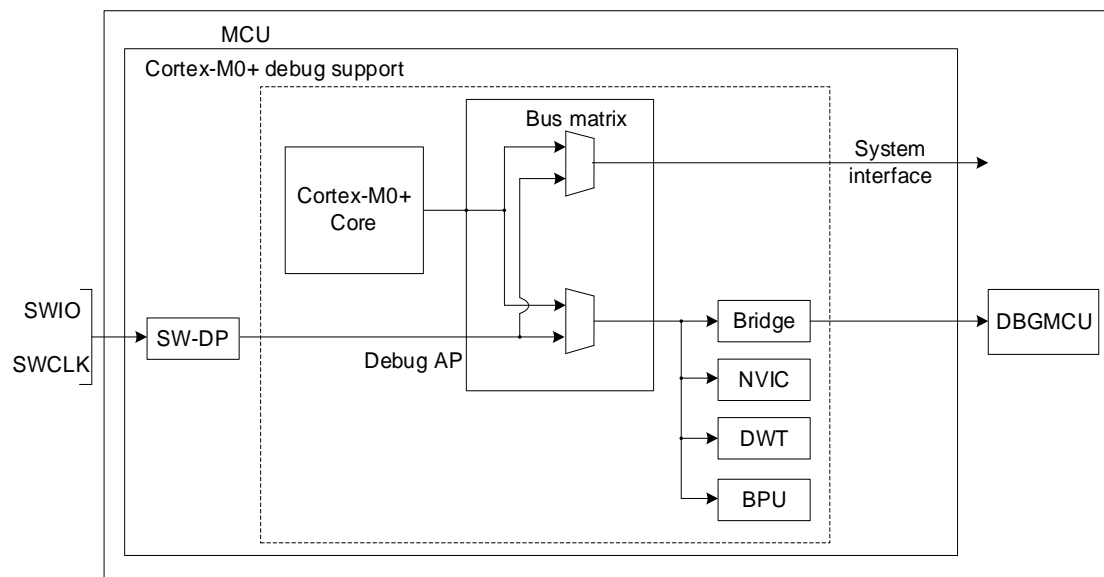 MCU
Cortex-M0+ debug support
Bus matrix
Cortex-M0+
Core
System
interface
SWIO
SWCLK
SW-DP
Debug AP
Bridge
NVIC
DWT
BPU
DBGMCU